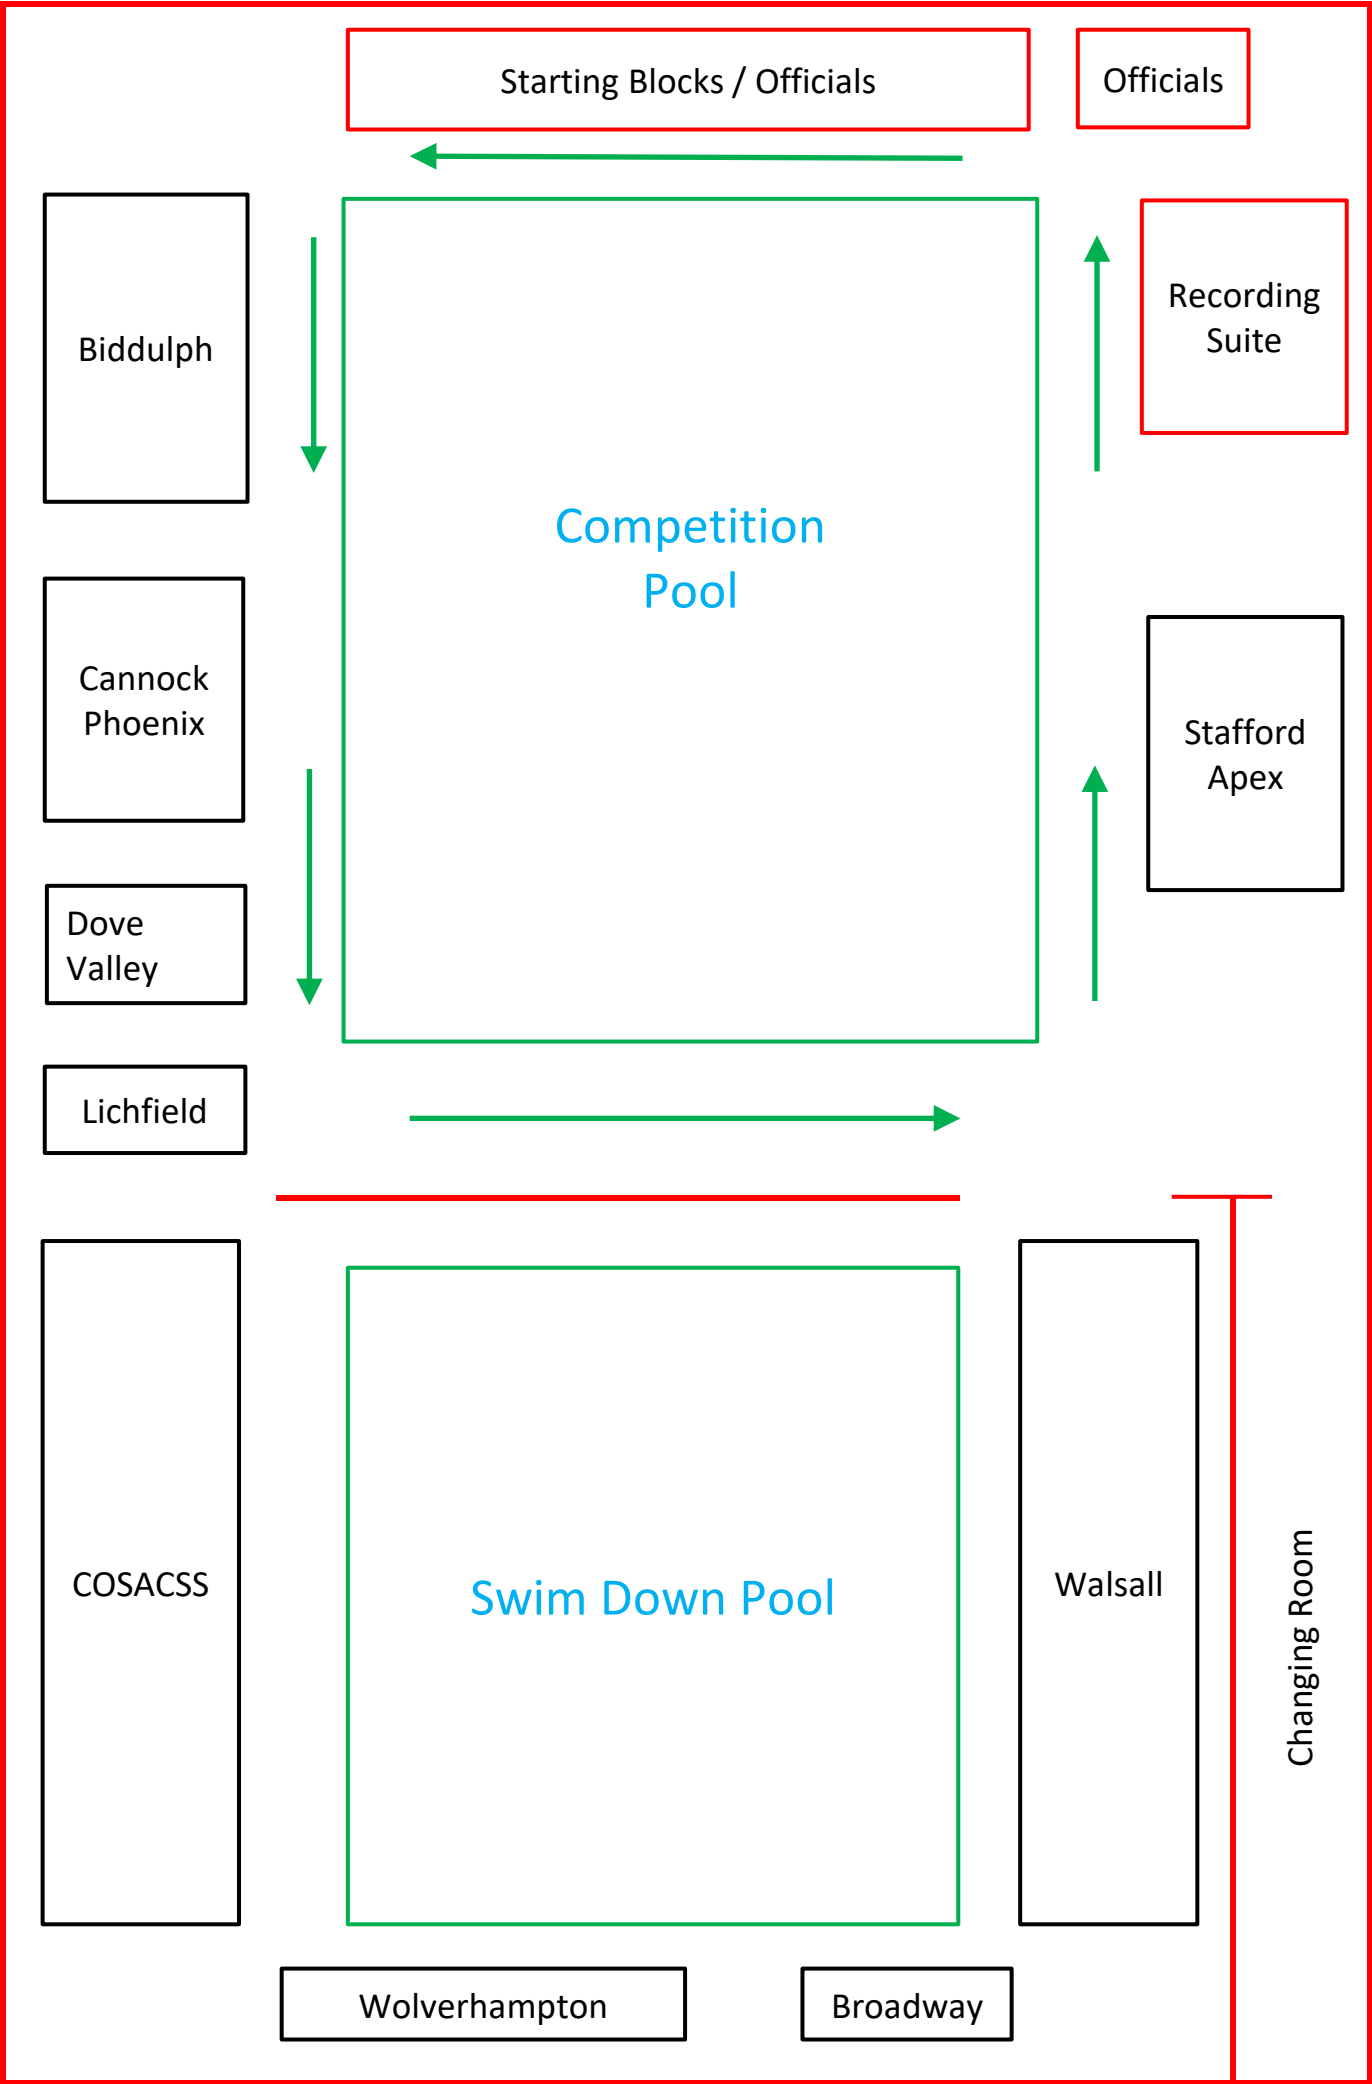 Starting Blocks / Officials
Officials
Biddulph
Recording
Suite
Competition
Pool
Cannock
Phoenix
Stafford
Apex
Dove
Valley
Lichfield
COSACSS
Swim Down Pool
Walsall
Changing Room
Wolverhampton
Broadway